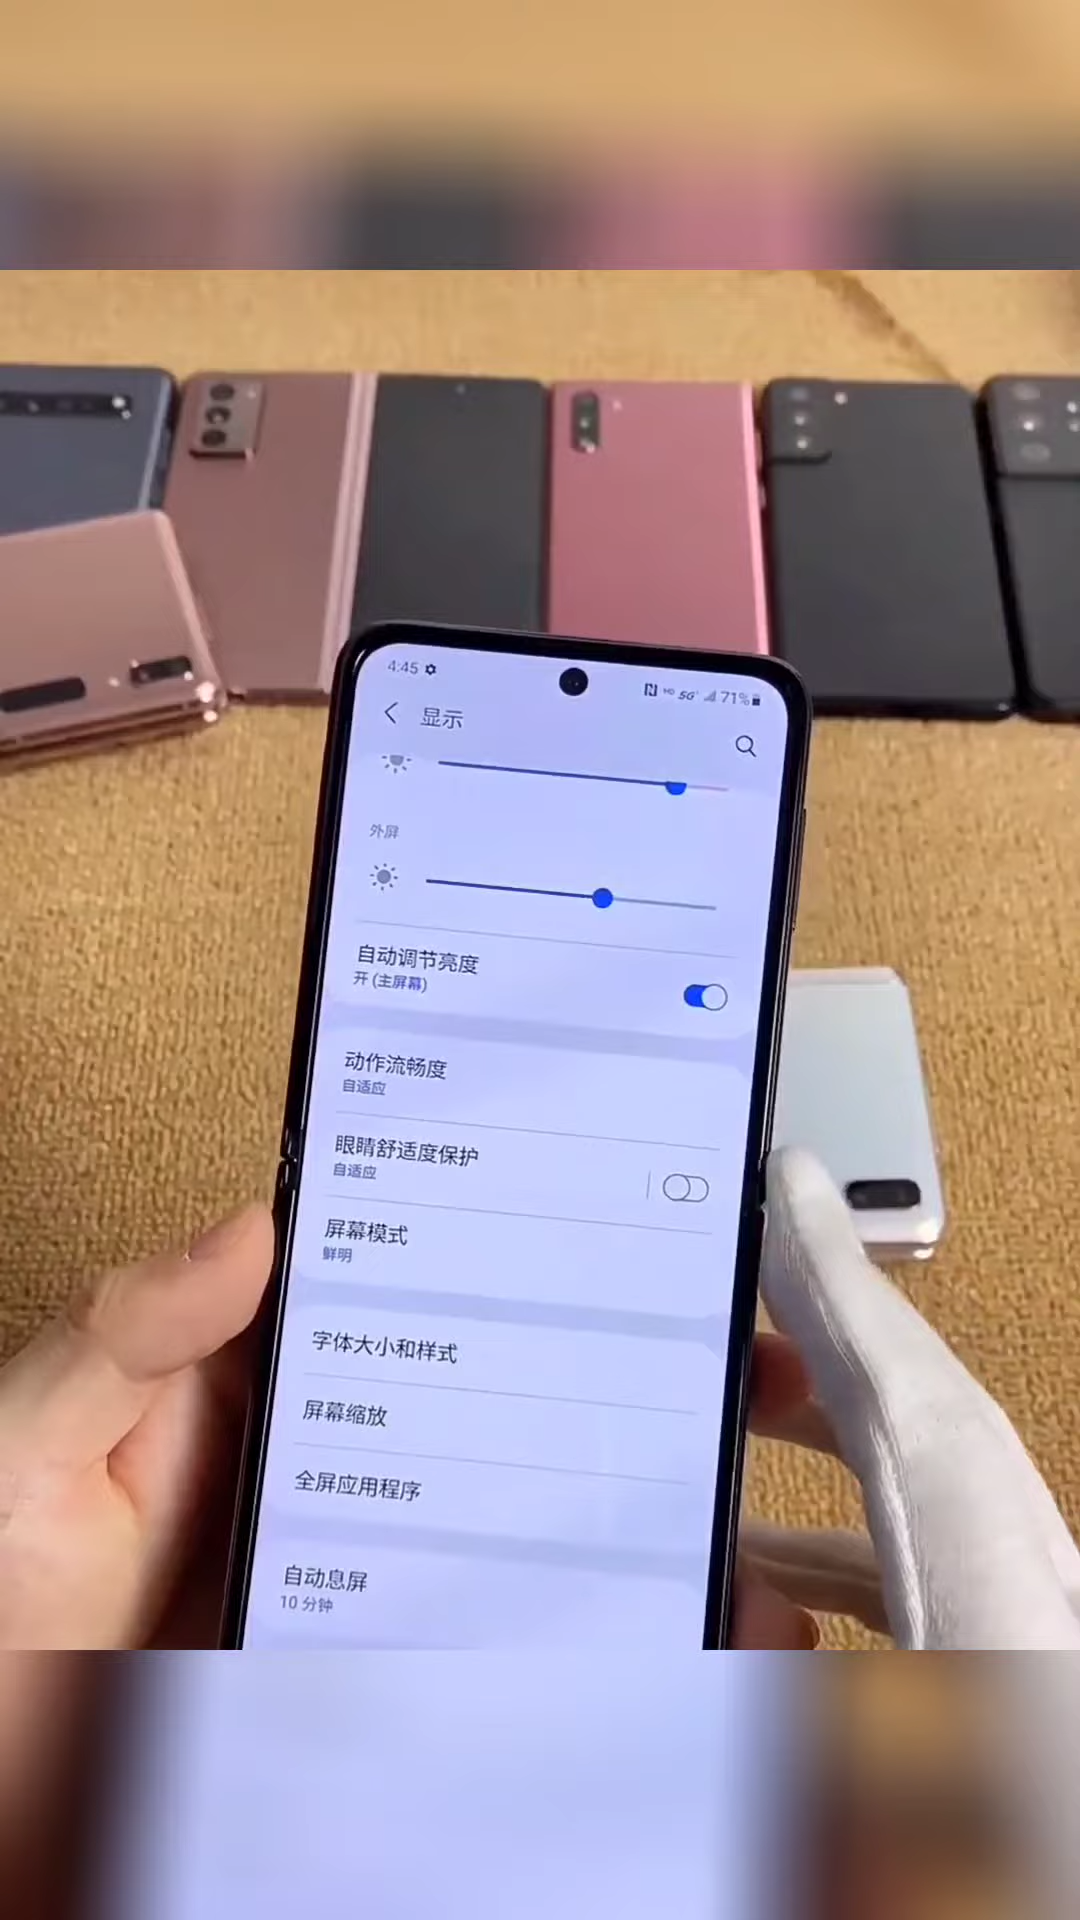 4:45
5G
71%
显示
外屏
自动调节亮度
开 (主屏幕)
动作流畅度
自适应
眼睛舒适度保护
自适应
屏幕模式
鲜明
字体大小和样式
屏幕缩放
全屏应用程序
自动息屏
10 分钟